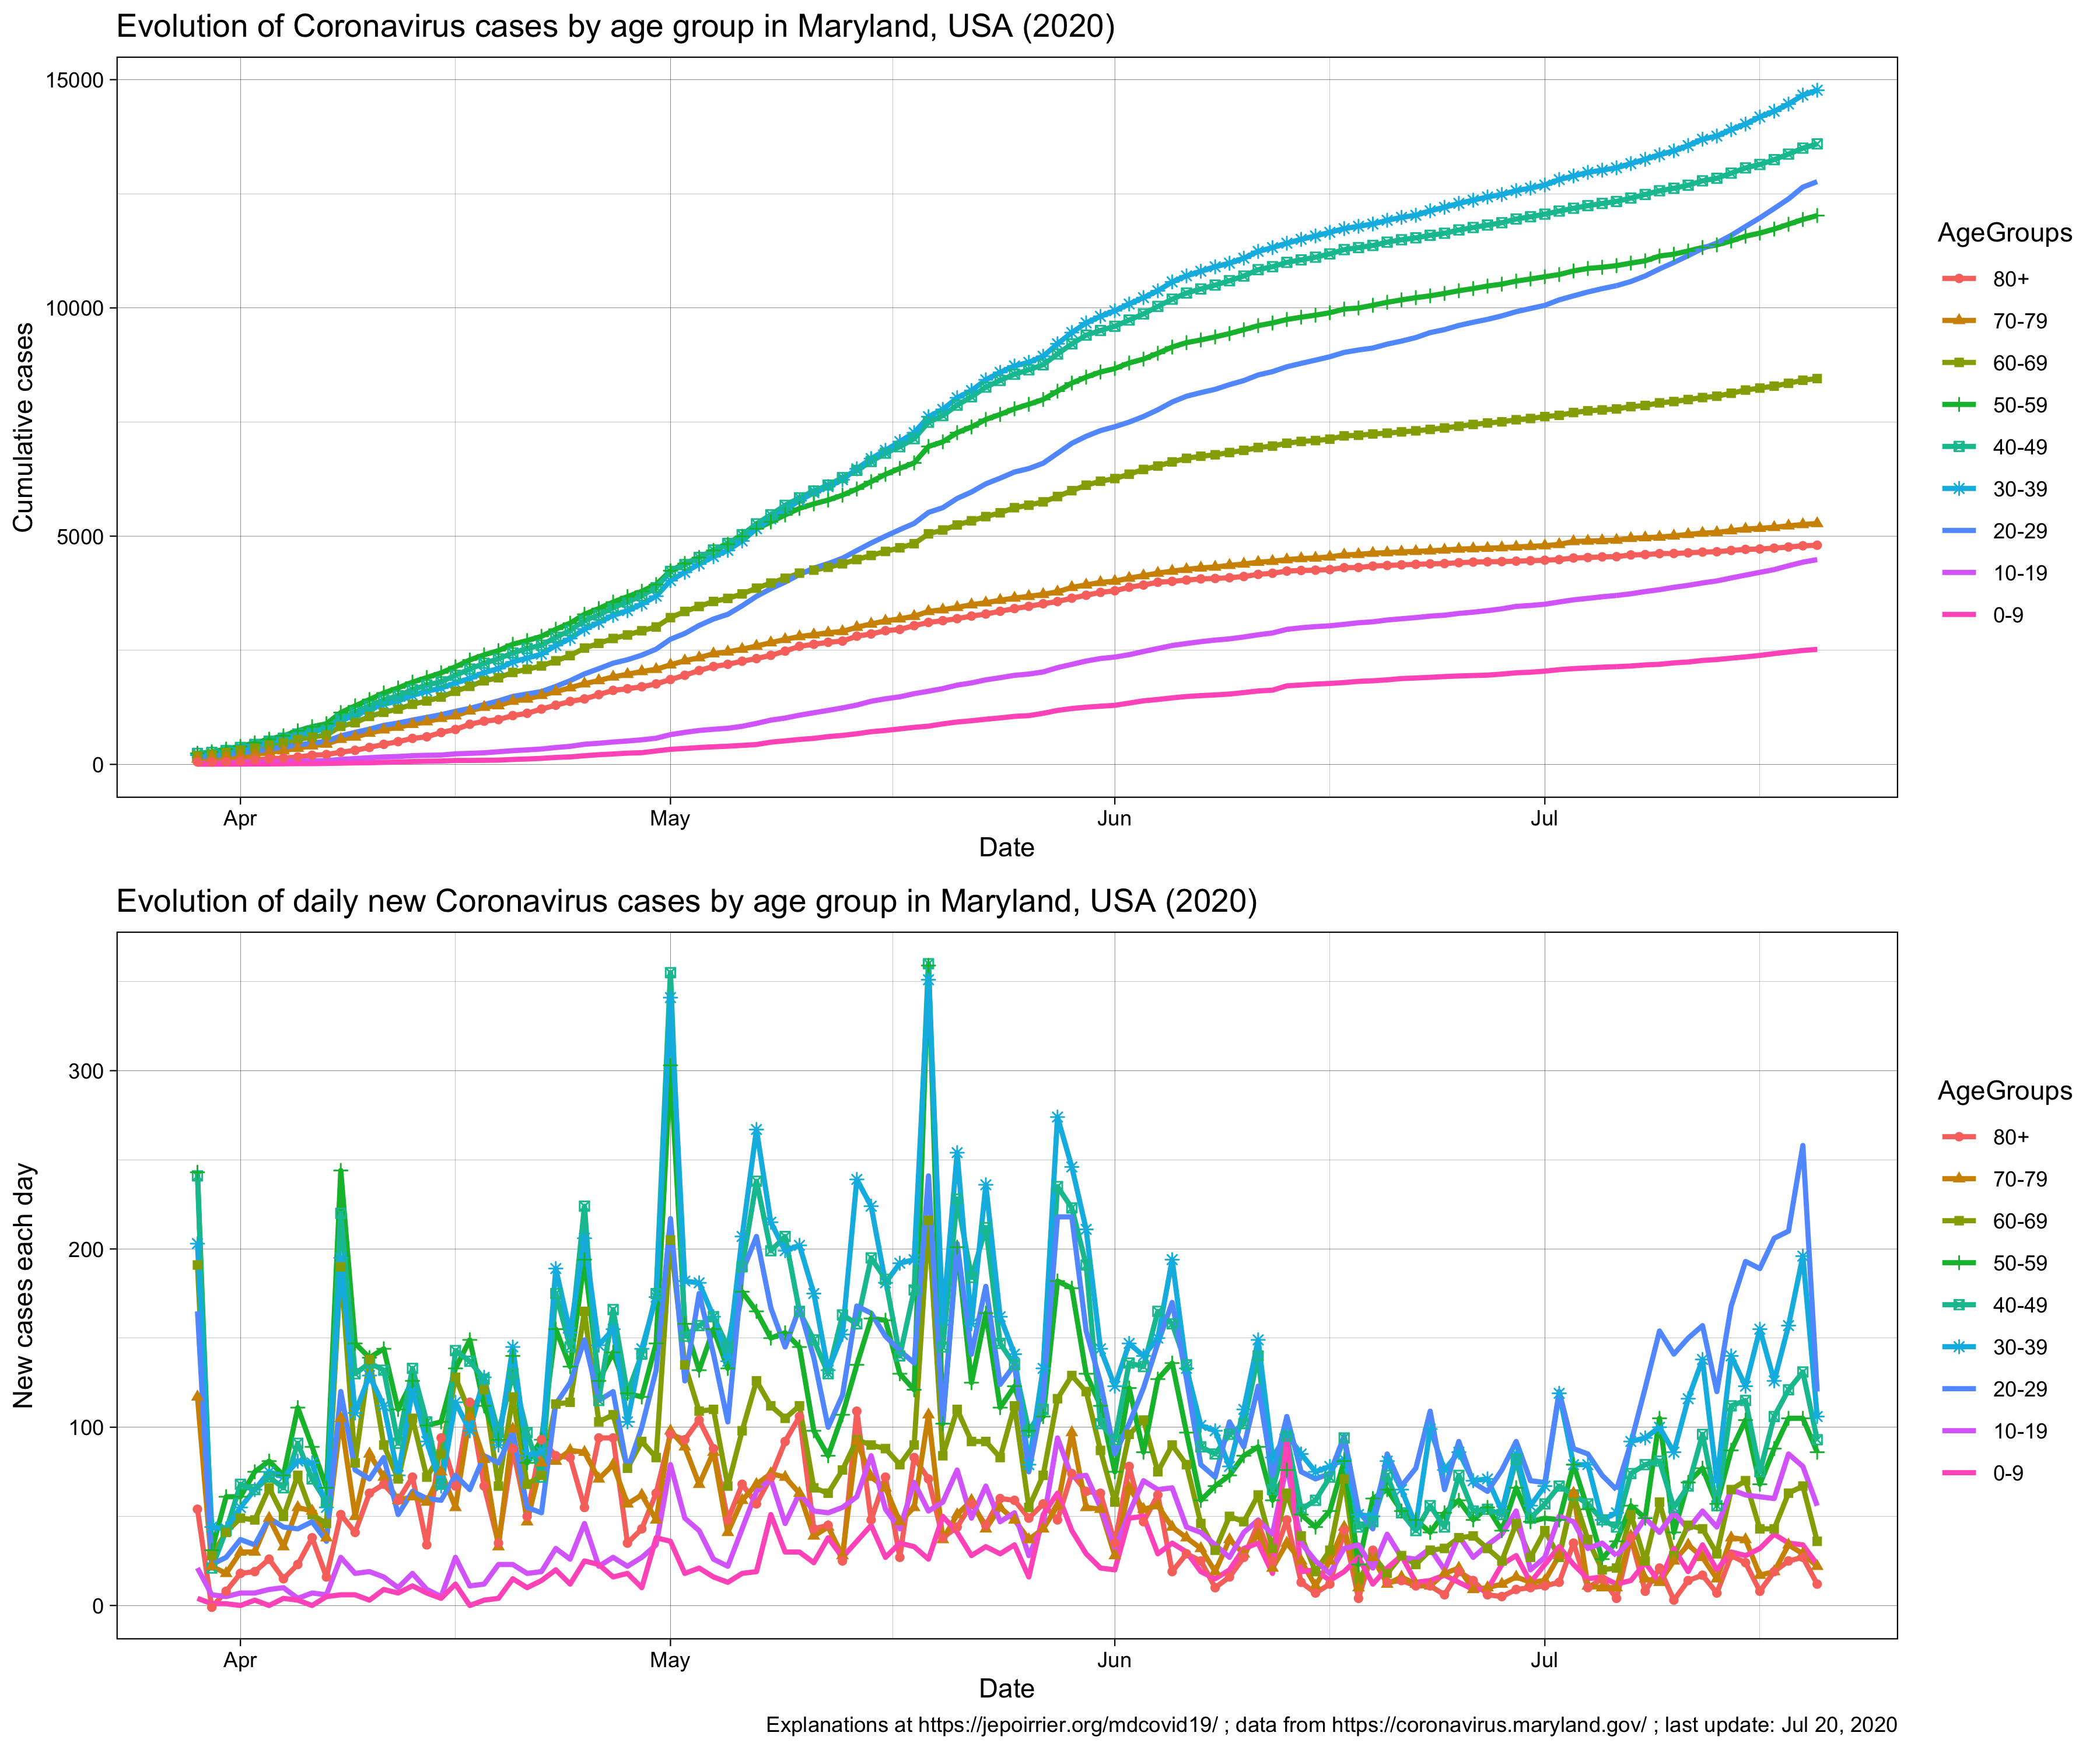 Evolution of Coronavirus cases by age group in Maryland, USA (2020)
15000
10000
5000
0
Cumulative cases
Apr May Jun Jul
Date
AgeGroups
80+
70-79
60-69
50-59
40-49
30-39
20-29
10-19
0-9
Evolution of daily new Coronavirus cases by age group in Maryland, USA (2020)
300
200
100
0
New cases each day
Apr May Jun Jul
Date
AgeGroups
80+
70-79
60-69
50-59
40-49
30-39
20-29
10-19
0-9
Explanations at https://jepoirrier.org/mdcovid19/ ; data from https://coronavirus.maryland.gov/ ; last update: Jul 20, 2020